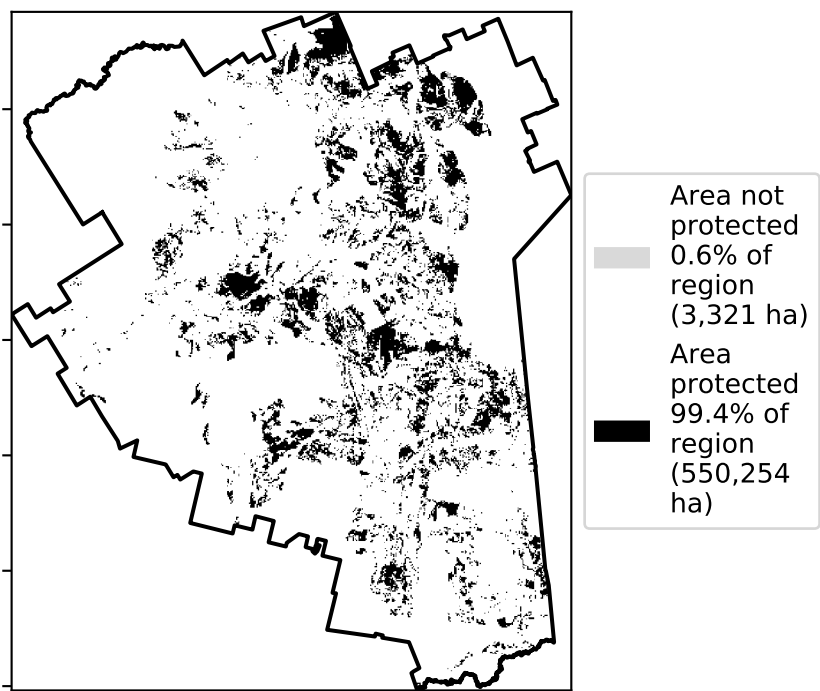 Area not
protected
0.6% of
region
(3,321 ha)
Area
protected
99.4% of
region
(550,254
ha)